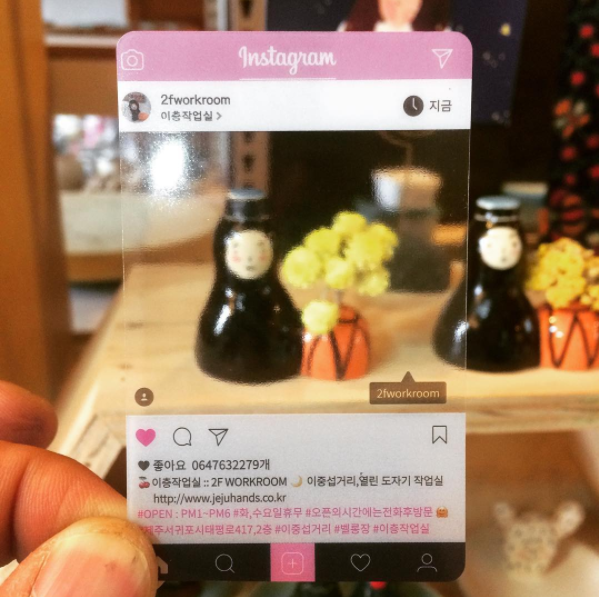 Instagram
2fworkroom
이층작업실 >
지금
2fworkroom
좋아요 0647632279개
이층작업실 :: 2F WORKROOM 🌙 이중섭거리,열린 도자기 작업실
http://www.jejuhands.co.kr
#OPEN : PM1~PM6 #화,수요일휴무 #오픈외시간에는전화후방문
제주서귀포시태평로417,2층 #이중섭거리 #벨롱장 #이층작업실